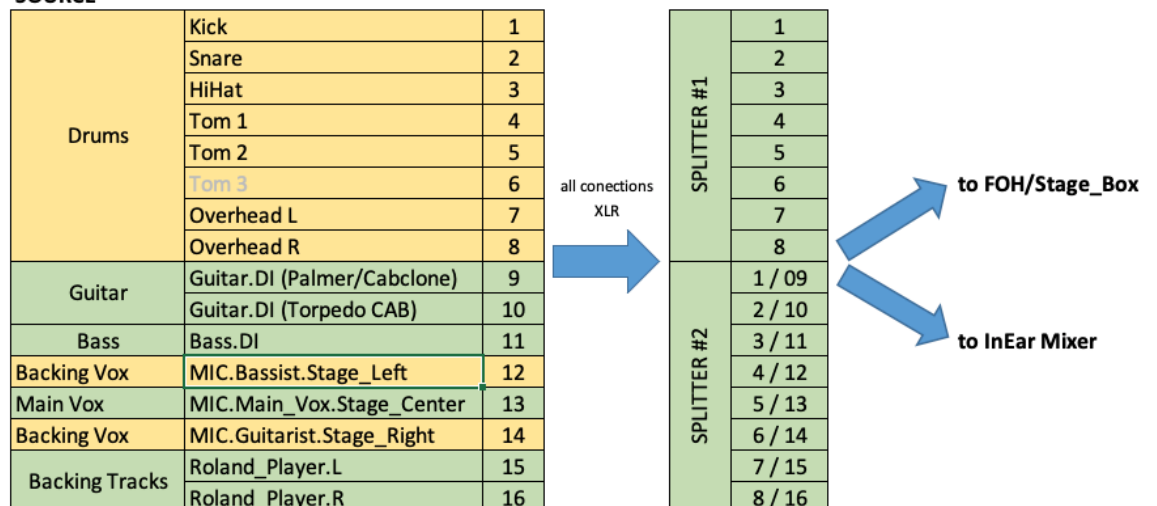 SOURCE
Drums
Kick 1
Snare 2
HiHat 3
Tom 1 4
Tom 2 5
Tom 3 6
Overhead L 7
Overhead R 8
Guitar
Guitar.DI (Palmer/Cabclone) 9
Guitar.DI (Torpedo CAB) 10
Bass Bass.DI 11
Backing Vox MIC.Bassist.Stage_Left 12
Main Vox MIC.Main_Vox.Stage_Center 13
Backing Vox MIC.Guitarist.Stage_Right 14
Backing Tracks
Roland_Player.L 15
Roland_Player.R 16
all conections
XLR
SPLITTER #1
1
2
3
4
5
6
7
8
SPLITTER #2
1 / 09
2 / 10
3 / 11
4 / 12
5 / 13
6 / 14
7 / 15
8 / 16
to FOH/Stage_Box
to InEar Mixer